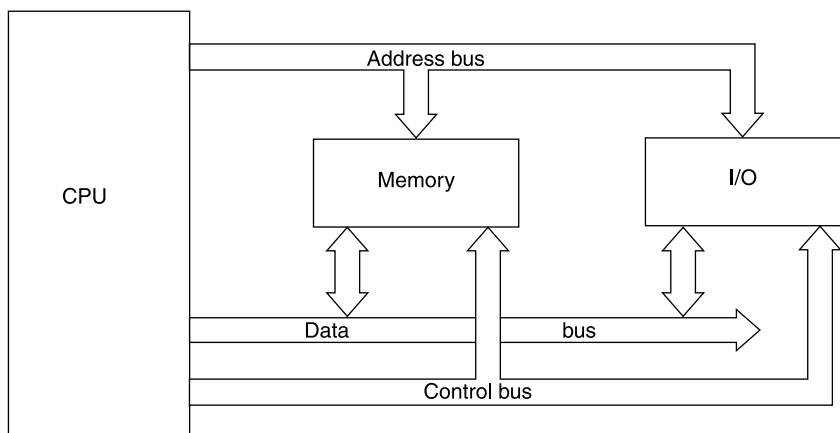 Address bus
CPU
Memory
I/O
Data bus
Control bus